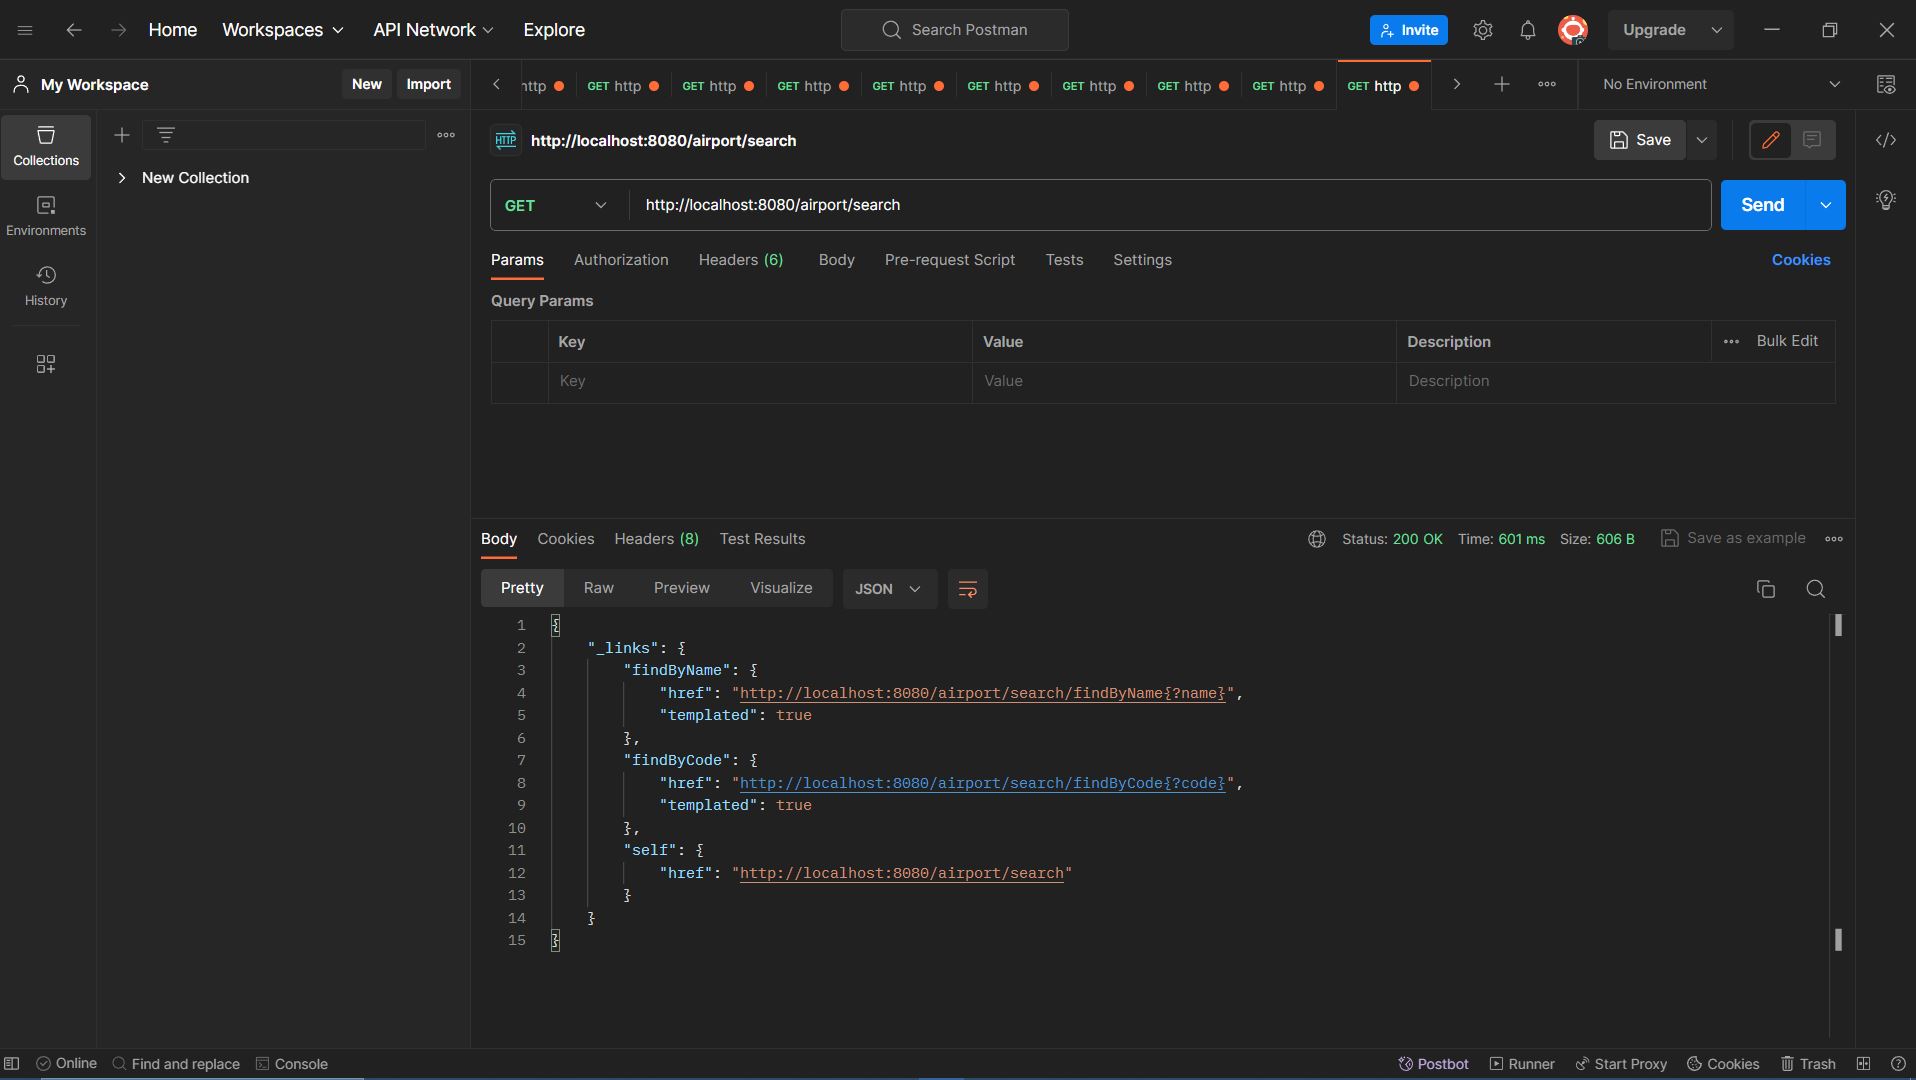 Home Workspaces API Network Explore Search Postman Invite Upgrade
My Workspace New Import
http GET http GET http GET http GET http GET http GET http GET http GET http GET http No Environment
Collections
Environments
History
New Collection
HTTP http://localhost:8080/airport/search Save
GET http://localhost:8080/airport/search Send
Params Authorization Headers (6) Body Pre-request Script Tests Settings Cookies
Query Params
Key Value Description Bulk Edit
Key Value Description
Body Cookies Headers (8) Test Results Status: 200 OK Time: 601 ms Size: 606 B Save as example
Pretty Raw Preview Visualize JSON
1 {
2 "_links": {
3 "findByName": {
4 "href": "http://localhost:8080/airport/search/findByName{?name}",
5 "templated": true
6 },
7 "findByCode": {
8 "href": "http://localhost:8080/airport/search/findByCode{?code}",
9 "templated": true
10 },
11 "self": {
12 "href": "http://localhost:8080/airport/search"
13 }
14 }
15 }
Online Find and replace Console Postbot Runner Start Proxy Cookies Trash